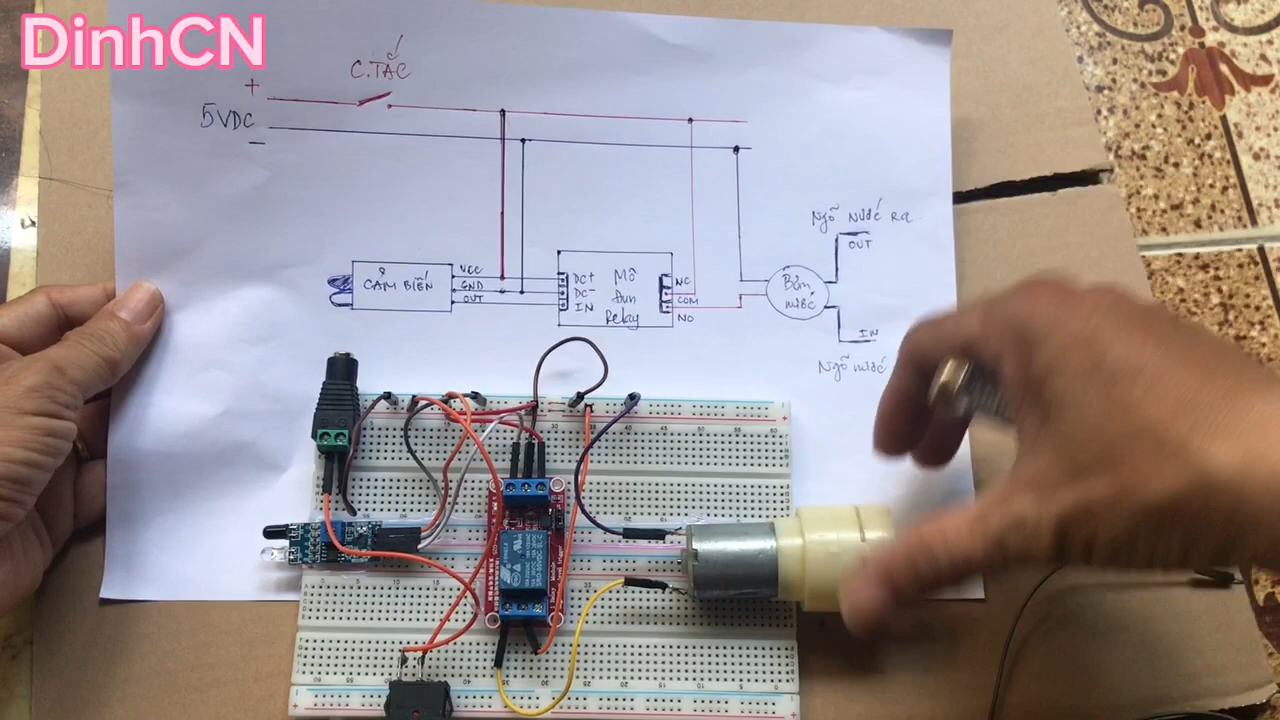 DinhCN
C.TẮC
+
5VDC
−
Ngõ nước ra
OUT
VCC
GND
OUT
CẢM BIẾN
DC+
DC-
IN
Mô
Đun
Relay
NC
COM
NO
Bơm
nước
IN
Ngõ nước